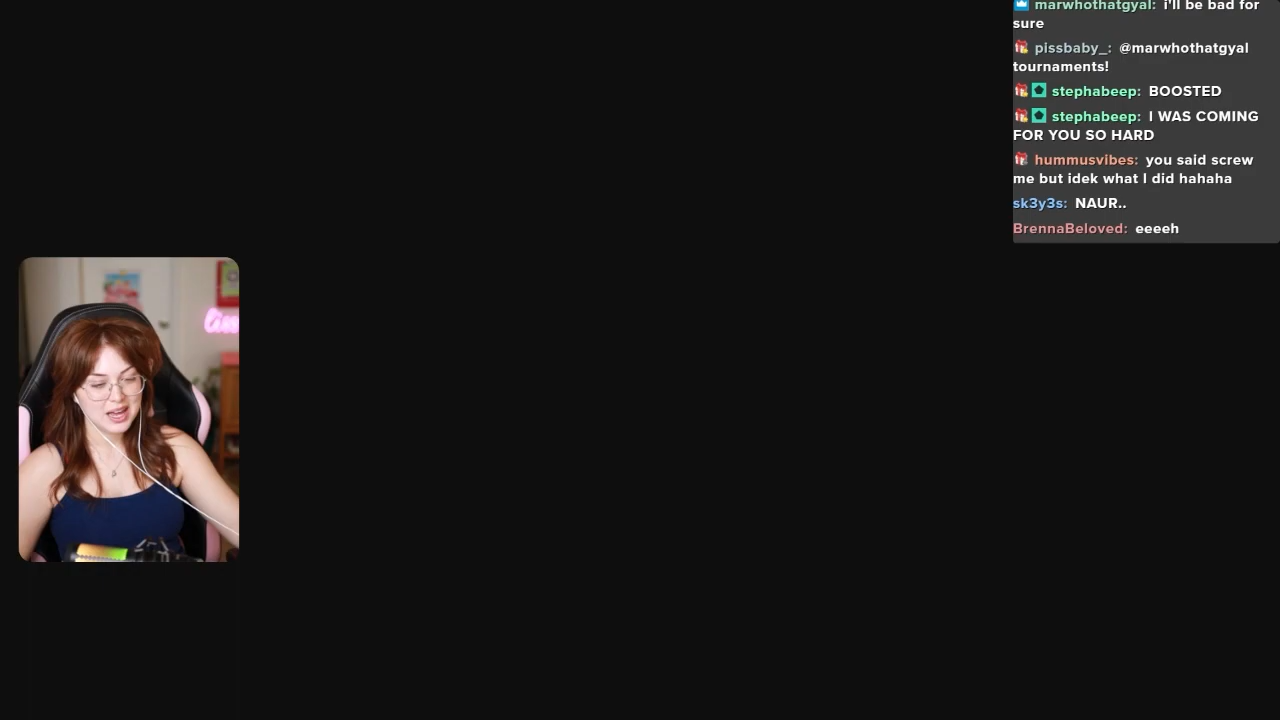 marwhothatgyal: i'll be bad for
sure
pissbaby_: @marwhothatgyal
tournaments!
stephabeep: BOOSTED
stephabeep: I WAS COMING
FOR YOU SO HARD
hummusvibes: you said screw
me but idek what I did hahaha
sk3y3s: NAUR..
BrennaBeloved: eeeeh